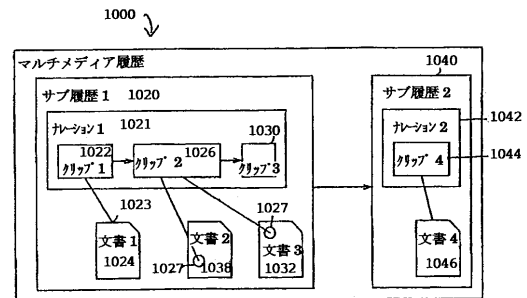 1000
マルチメディア履歴
1040
サブ履歴1 1020
サブ履歴2
ナレーション1 1021
1030
ナレーション2
1042
1022
クリップ1
1026
クリップ2
クリップ3
クリップ4
1044
1023
1027
文書1
1024
文書2
1027
1038
文書3
1032
文書4
1046